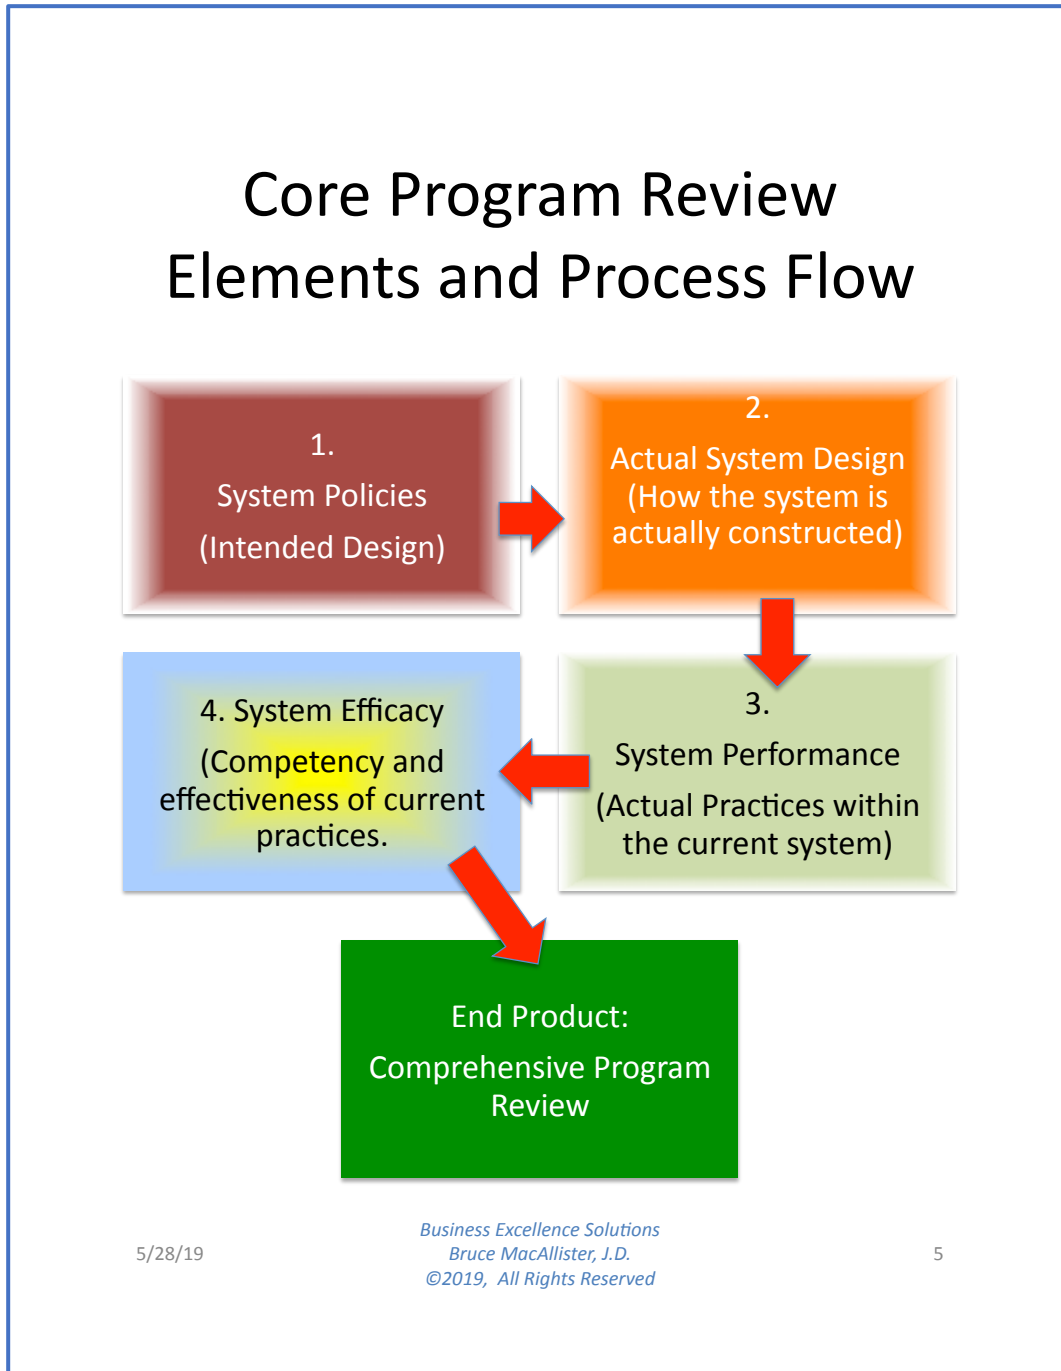 Core Program Review
Elements and Process Flow
1.
System Policies
(Intended Design)
2.
Actual System Design
(How the system is
actually constructed)
3.
System Performance
(Actual Practices within
the current system)
4. System Efficacy
(Competency and
effectiveness of current
practices.
End Product:
Comprehensive Program
Review
5/28/19
Business Excellence Solutions
Bruce MacAllister, J.D.
©2019, All Rights Reserved
5